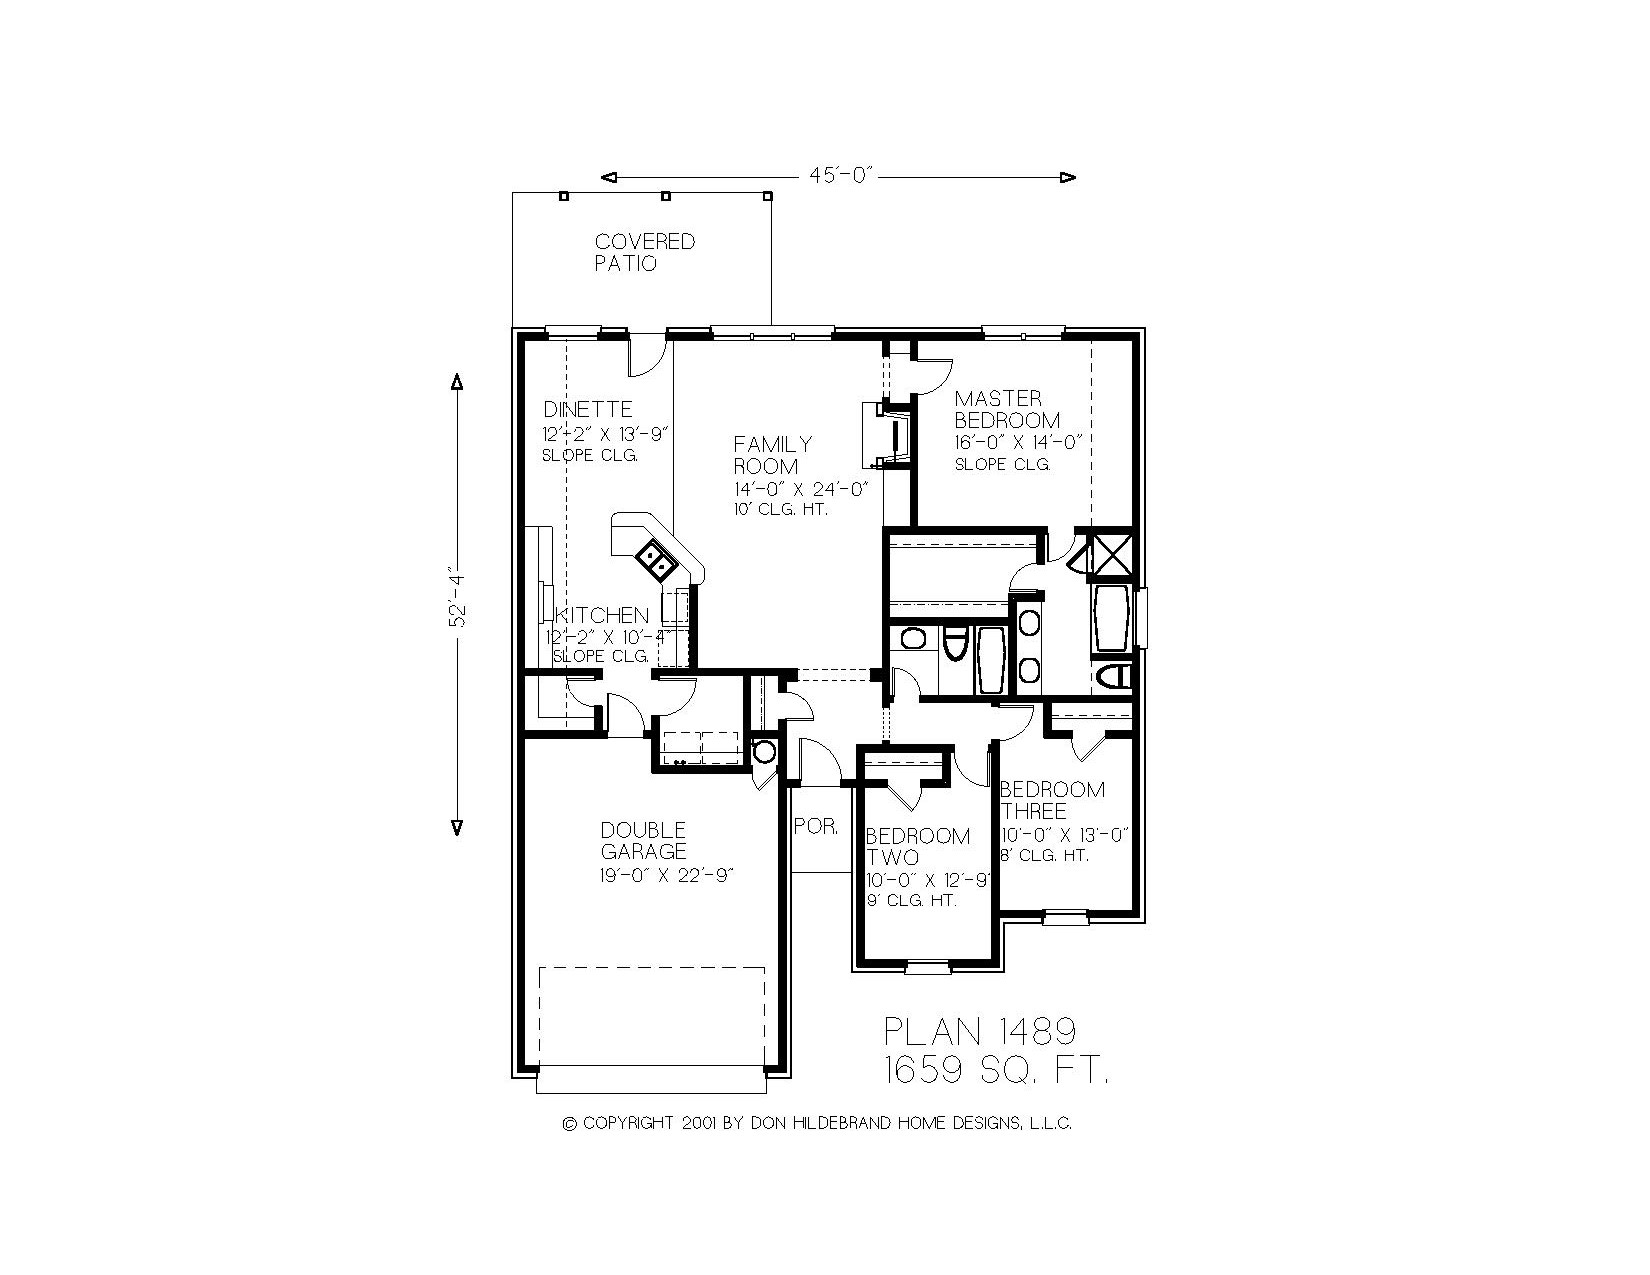 45'-0"
COVERED
PATIO
DINETTE
12'-2" X 13'-9"
SLOPE CLG.
FAMILY
ROOM
14'-0" X 24'-0"
10' CLG. HT.
MASTER
BEDROOM
16'-0" X 14'-0"
SLOPE CLG.
52'-4"
KITCHEN
12'-2" X 10'-4"
SLOPE CLG.
DOUBLE
GARAGE
19'-0" X 22'-9"
POR.
BEDROOM
TWO
10'-0" X 12'-9"
9' CLG. HT.
BEDROOM
THREE
10'-0" X 13'-0"
8' CLG. HT.
PLAN 1489
1659 SQ. FT.
© COPYRIGHT 2001 BY DON HILDEBRAND HOME DESIGNS, L.L.C.